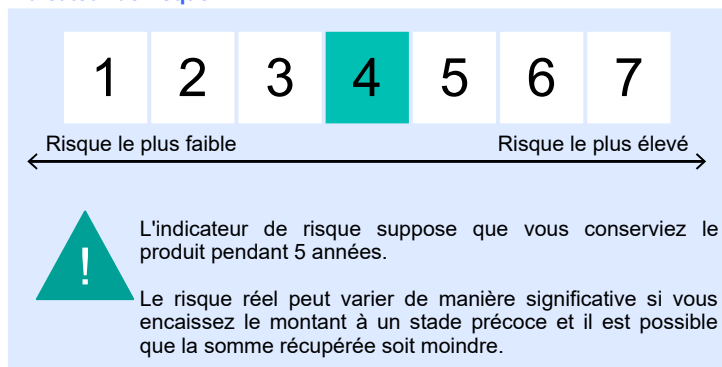 1 2 3 4 5 6 7
Risque le plus faible Risque le plus élevé
! L'indicateur de risque suppose que vous conserviez le
produit pendant 5 années.
Le risque réel peut varier de manière significative si vous
encaissez le montant à un stade précoce et il est possible
que la somme récupérée soit moindre.